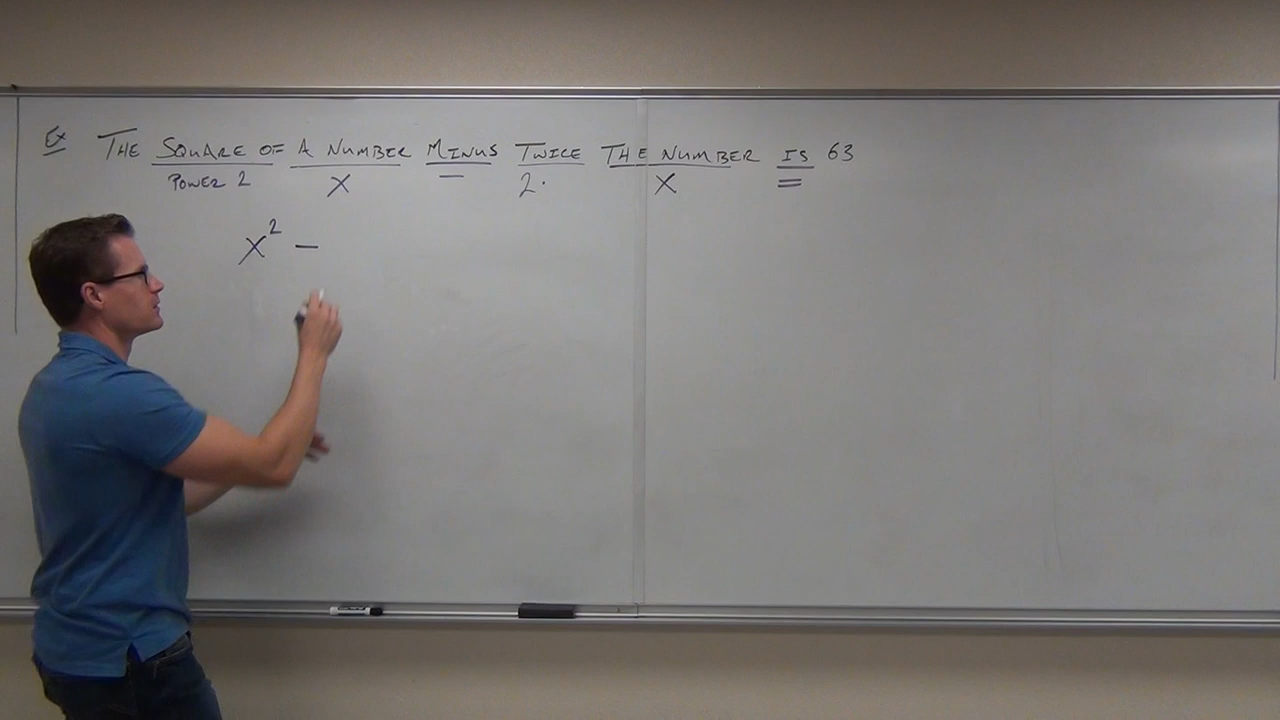 Ex THE SQUARE OF A NUMBER MINUS TWICE THE NUMBER IS 63
POWER 2 X — 2· X =
X² −